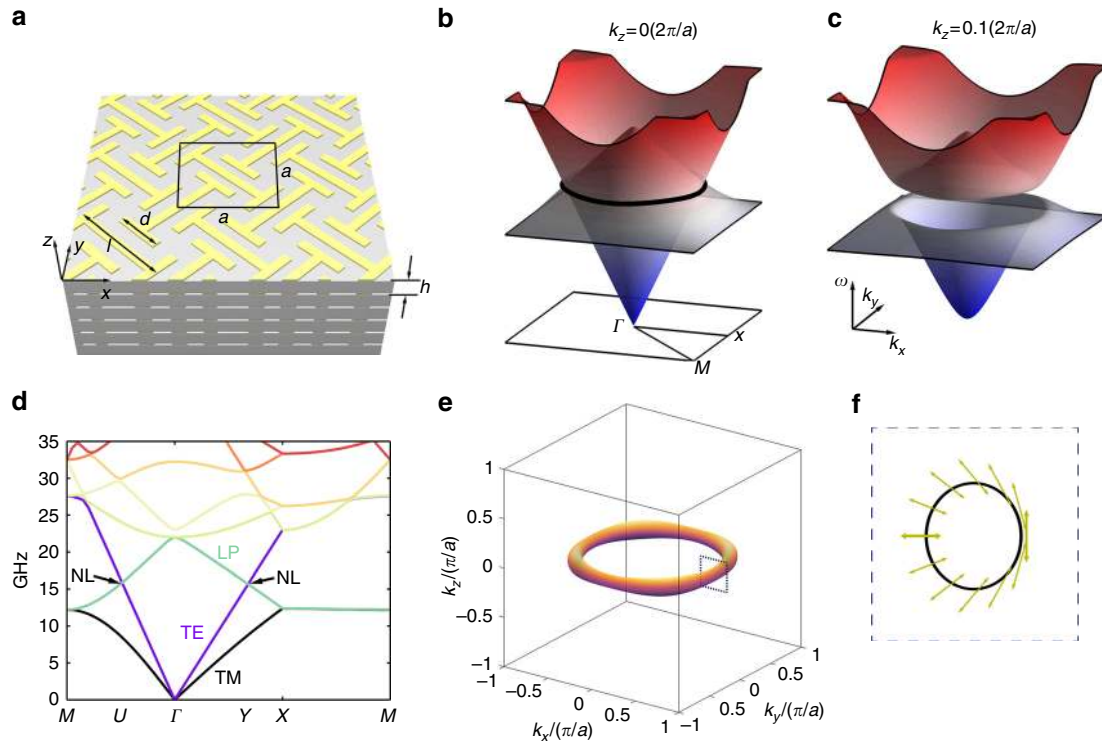 a
z
y
x
l
d
a
a
h
b
k_z=0(2π/a)
Γ
x
M
c
k_z=0.1(2π/a)
ω
k_y
k_x
d
GHz
35
30
25
20
15
10
5
0
LP
NL
NL
TE
TM
M
U
Γ
Y
X
M
e
k_z/(π/a)
1
0.5
0
−0.5
−1
−1
−0.5
0
0.5
1
k_x/(π/a)
−1
−0.5
0
0.5
1
k_y/(π/a)
f